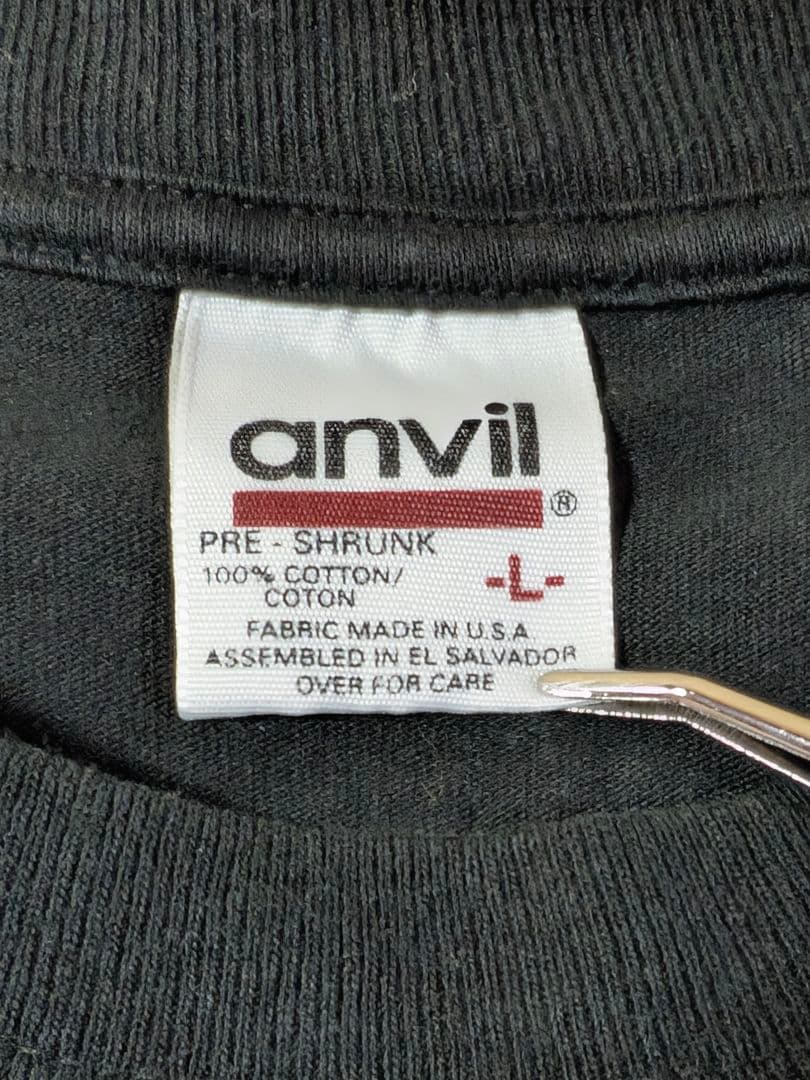 anvil®
PRE - SHRUNK
-L-
100% COTTON/
COTON
FABRIC MADE IN U.S.A.
ASSEMBLED IN EL SALVADOR
OVER FOR CARE